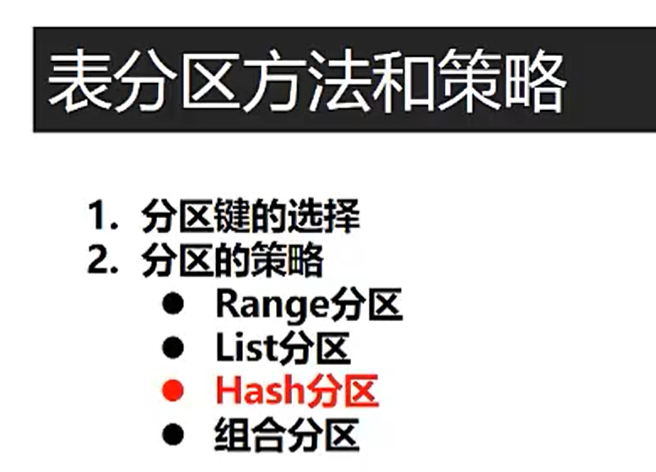 表分区方法和策略
1. 分区键的选择
2. 分区的策略
● Range分区
● List分区
● Hash分区
● 组合分区